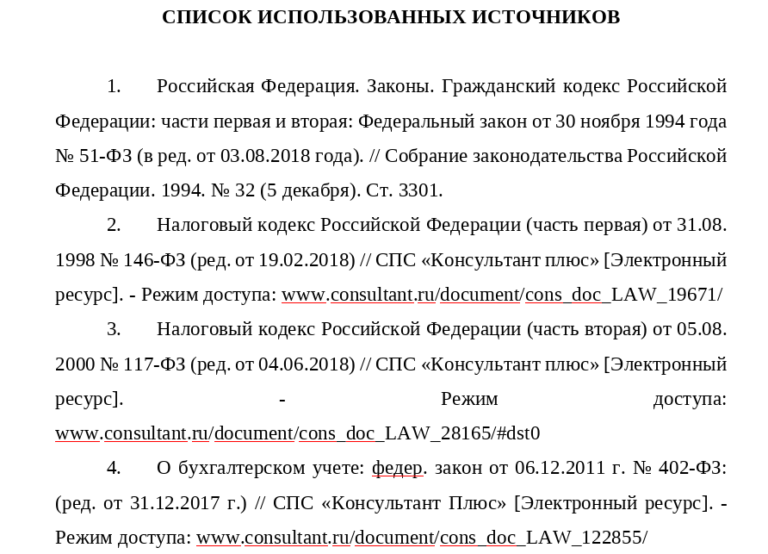 СПИСОК ИСПОЛЬЗОВАННЫХ ИСТОЧНИКОВ
1. Российская Федерация. Законы. Гражданский кодекс Российской
Федерации: части первая и вторая: Федеральный закон от 30 ноября 1994 года
№ 51-ФЗ (в ред. от 03.08.2018 года). // Собрание законодательства Российской
Федерации. 1994. № 32 (5 декабря). Ст. 3301.
2. Налоговый кодекс Российской Федерации (часть первая) от 31.08.
1998 № 146-ФЗ (ред. от 19.02.2018) // СПС «Консультант плюс» [Электронный
ресурс]. - Режим доступа: www.consultant.ru/document/cons_doc_LAW_19671/
3. Налоговый кодекс Российской Федерации (часть вторая) от 05.08.
2000 № 117-ФЗ (ред. от 04.06.2018) // СПС «Консультант плюс» [Электронный
ресурс]. - Режим доступа:
www.consultant.ru/document/cons_doc_LAW_28165/#dst0
4. О бухгалтерском учете: федер. закон от 06.12.2011 г. № 402-ФЗ:
(ред. от 31.12.2017 г.) // СПС «Консультант Плюс» [Электронный ресурс]. -
Режим доступа: www.consultant.ru/document/cons_doc_LAW_122855/